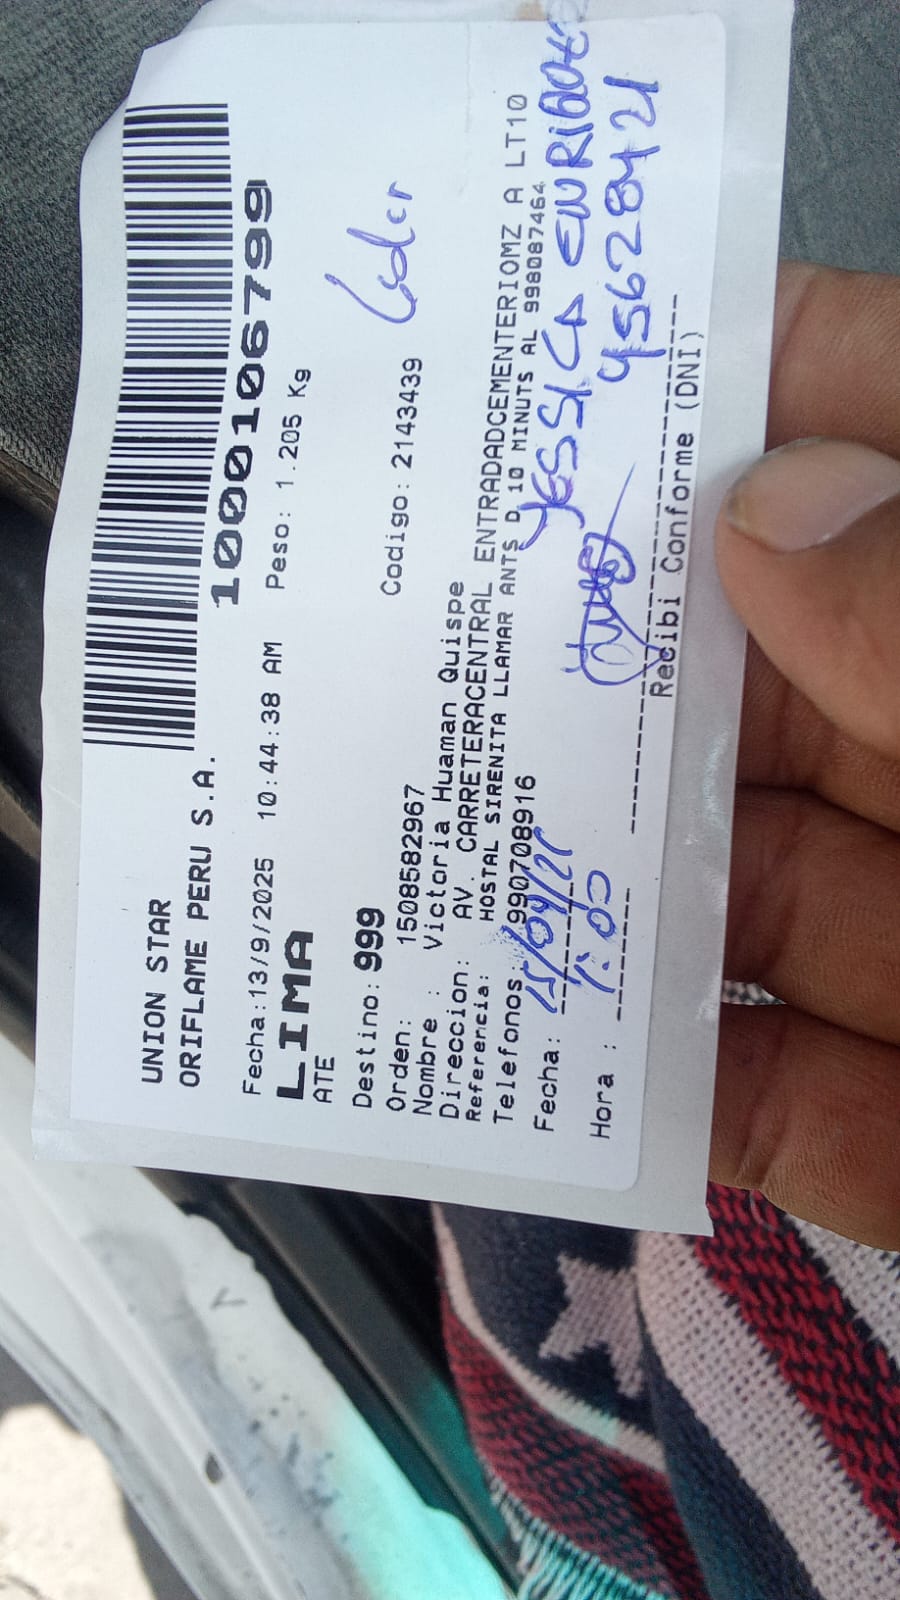 UNION STAR
ORIFLAME PERU S.A.
1000106799
Fecha:13/9/2025 10:44:38 AM Peso: 1.205 Kg
LIMA
ATE
Destino: 999
Orden: 1508582967 Codigo: 2143439
Nombre : Victoria Huaman Quispe
Direccion: AV. CARRETERACENTRAL ENTRADADCEMENTERIOMZ A LT10
Referencia: HOSTAL SIRENITA LLAMAR ANTS D 10 MINUTS AL 998087464
Telefonos: 990708916
YESSICA
45628421
Fecha: 15/09/25
Hora : 1:00
Recibi Conforme (DNI)